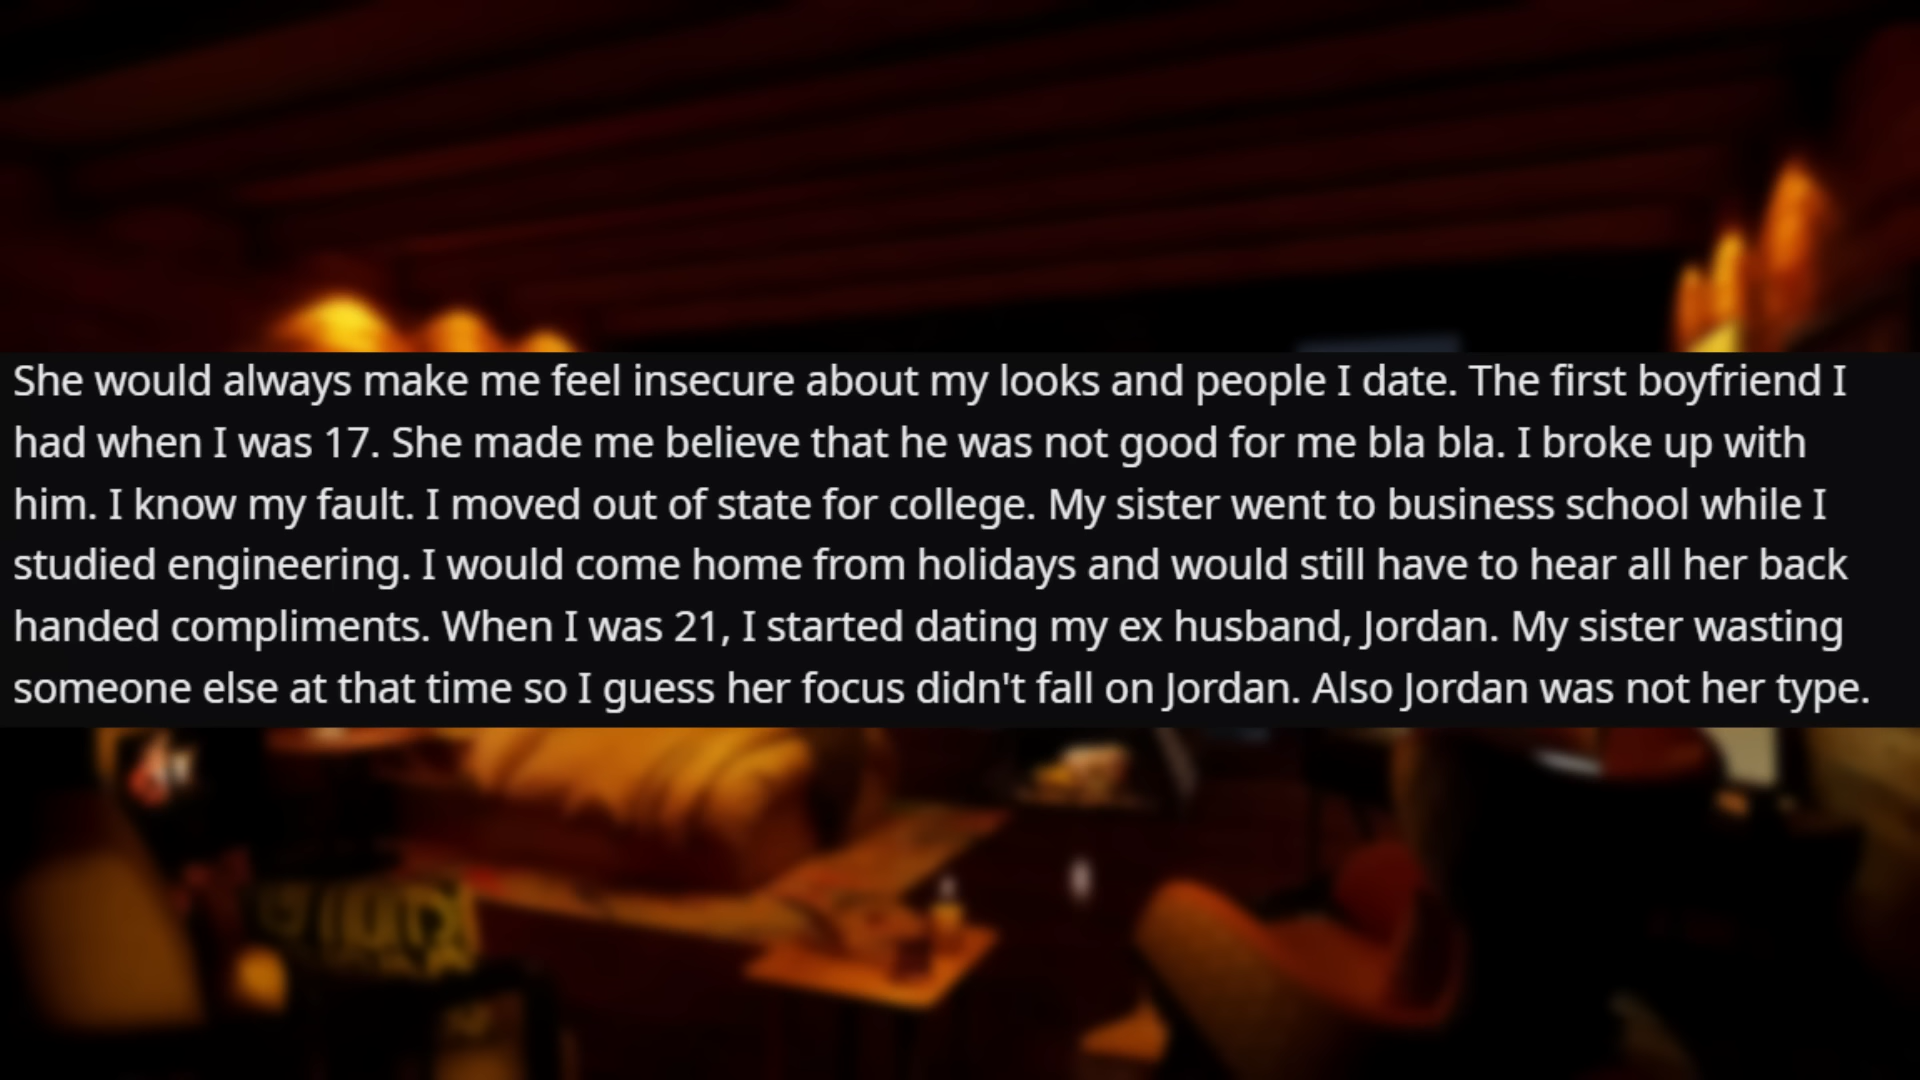 She would always make me feel insecure about my looks and people I date. The first boyfriend I
had when I was 17. She made me believe that he was not good for me bla bla. I broke up with
him. I know my fault. I moved out of state for college. My sister went to business school while I
studied engineering. I would come home from holidays and would still have to hear all her back
handed compliments. When I was 21, I started dating my ex husband, Jordan. My sister wasting
someone else at that time so I guess her focus didn't fall on Jordan. Also Jordan was not her type.